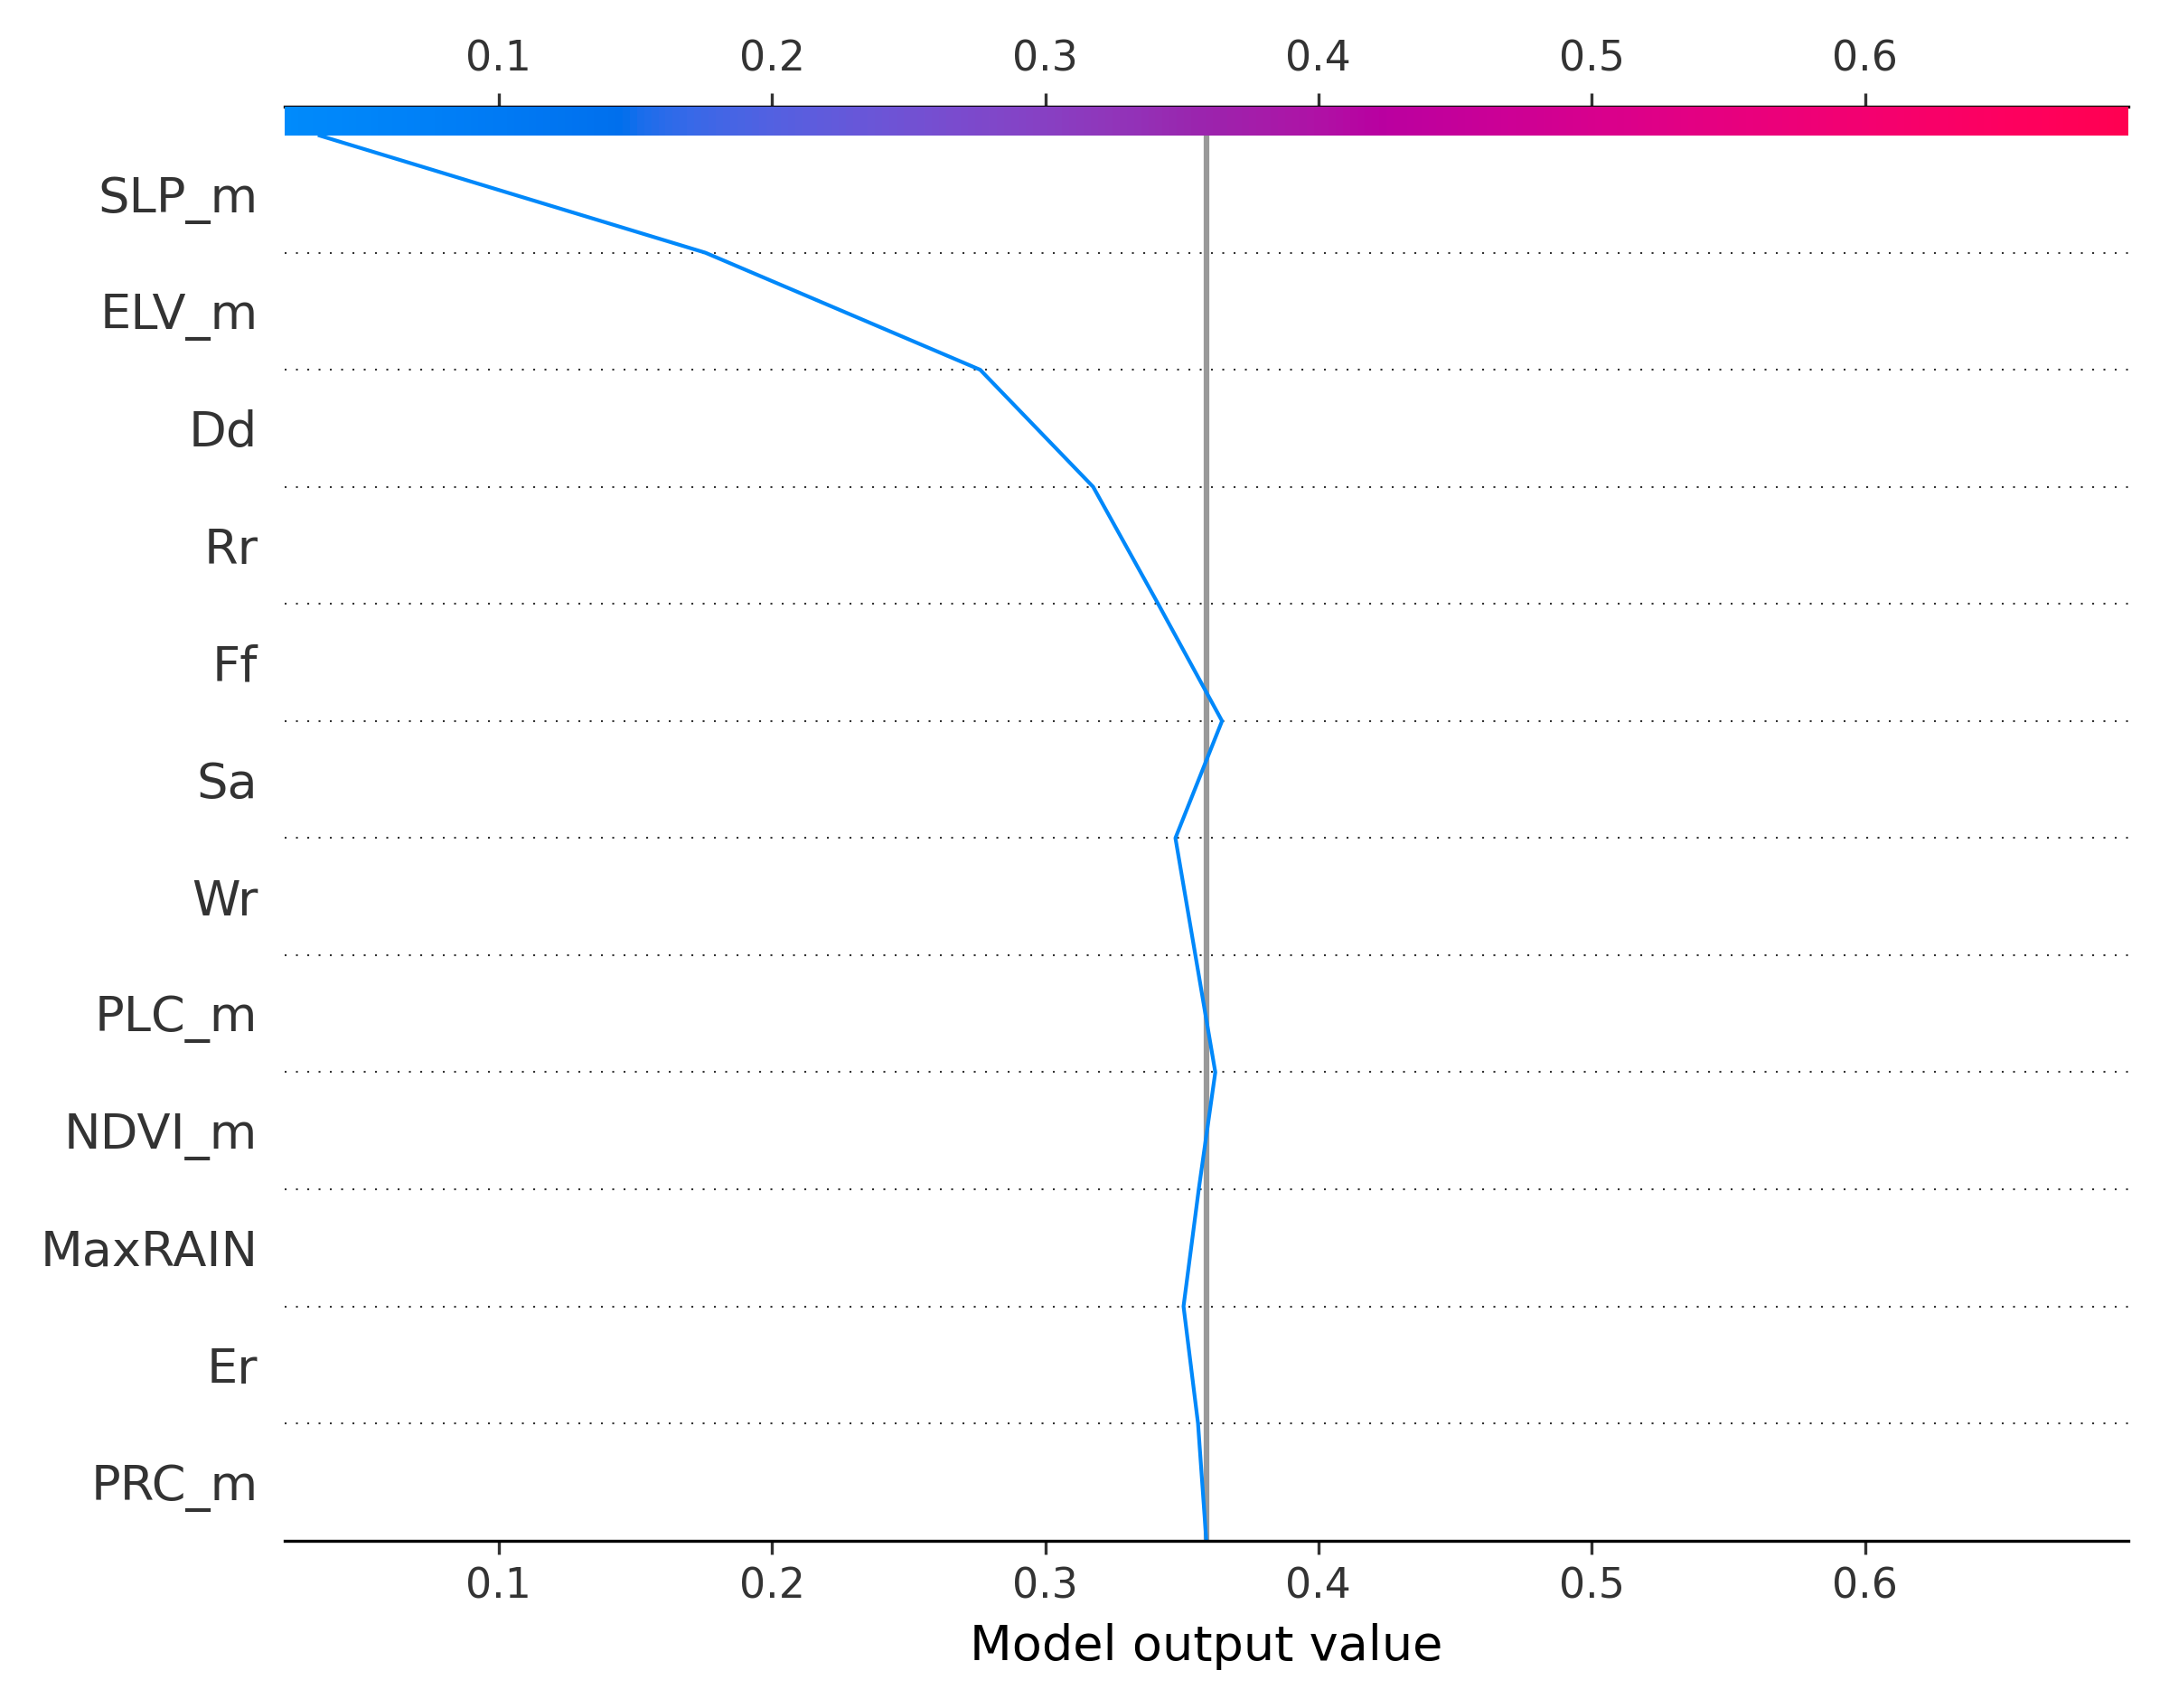 0.1 0.2 0.3 0.4 0.5 0.6
SLP_m
ELV_m
Dd
Rr
Ff
Sa
Wr
PLC_m
NDVI_m
MaxRAIN
Er
PRC_m
0.1 0.2 0.3 0.4 0.5 0.6
Model output value